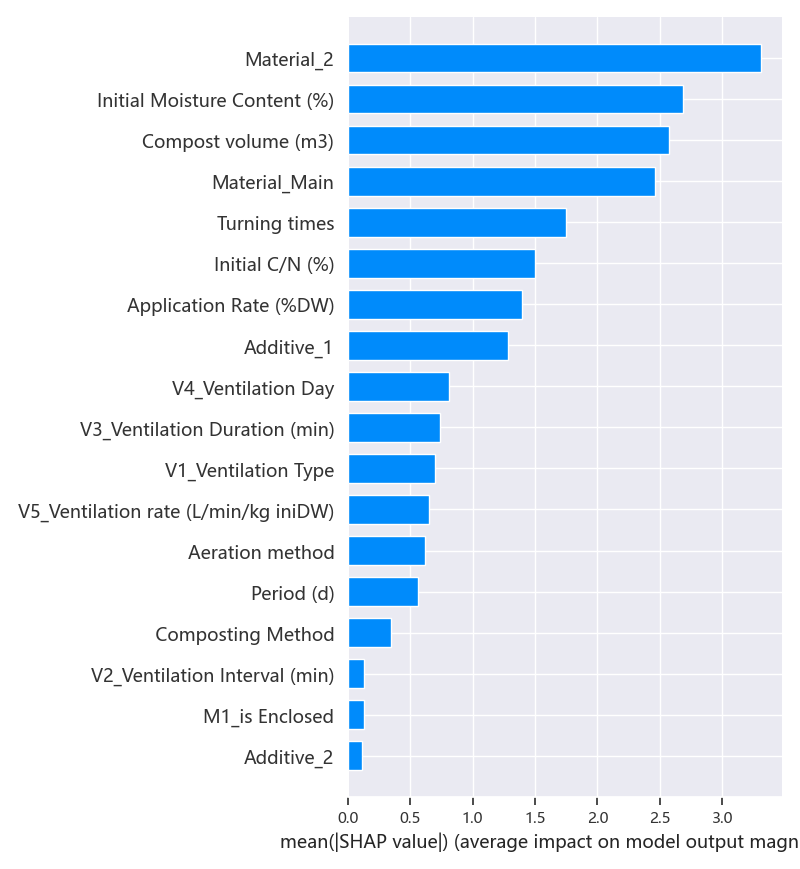 Material_2
Initial Moisture Content (%)
Compost volume (m3)
Material_Main
Turning times
Initial C/N (%)
Application Rate (%DW)
Additive_1
V4_Ventilation Day
V3_Ventilation Duration (min)
V1_Ventilation Type
V5_Ventilation rate (L/min/kg iniDW)
Aeration method
Period (d)
Composting Method
V2_Ventilation Interval (min)
M1_is Enclosed
Additive_2
0.0 0.5 1.0 1.5 2.0 2.5 3.0
mean(|SHAP value|) (average impact on model output magn